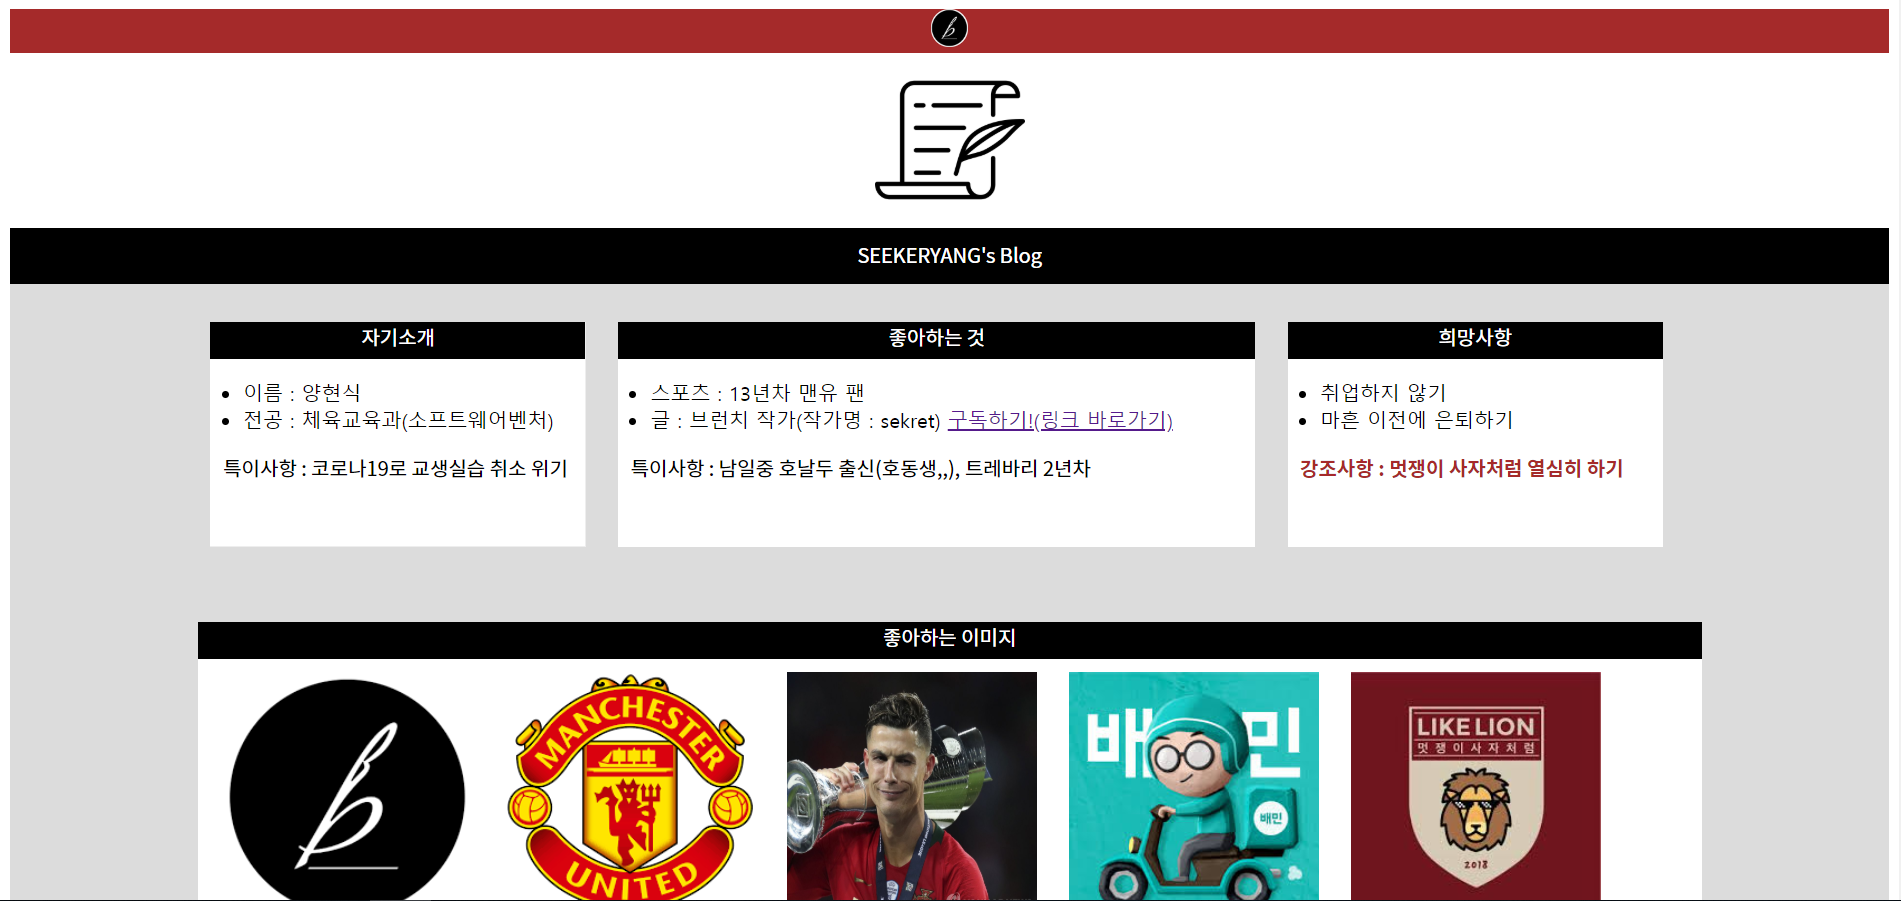 SEEKERYANG's Blog
자기소개
이름 : 양현식
전공 : 체육교육과(소프트웨어벤처)
특이사항 : 코로나19로 교생실습 취소 위기
좋아하는 것
스포츠 : 13년차 맨유 팬
글 : 브런치 작가(작가명 : sekret) 구독하기!(링크 바로가기)
특이사항 : 남일중 호날두 출신(호동생,,), 트레바리 2년차
희망사항
취업하지 않기
마흔 이전에 은퇴하기
강조사항 : 멋쟁이 사자처럼 열심히 하기
좋아하는 이미지
MANCHESTER
UNITED
배민
배민
LIKE LION
멋쟁이사자처럼
2018